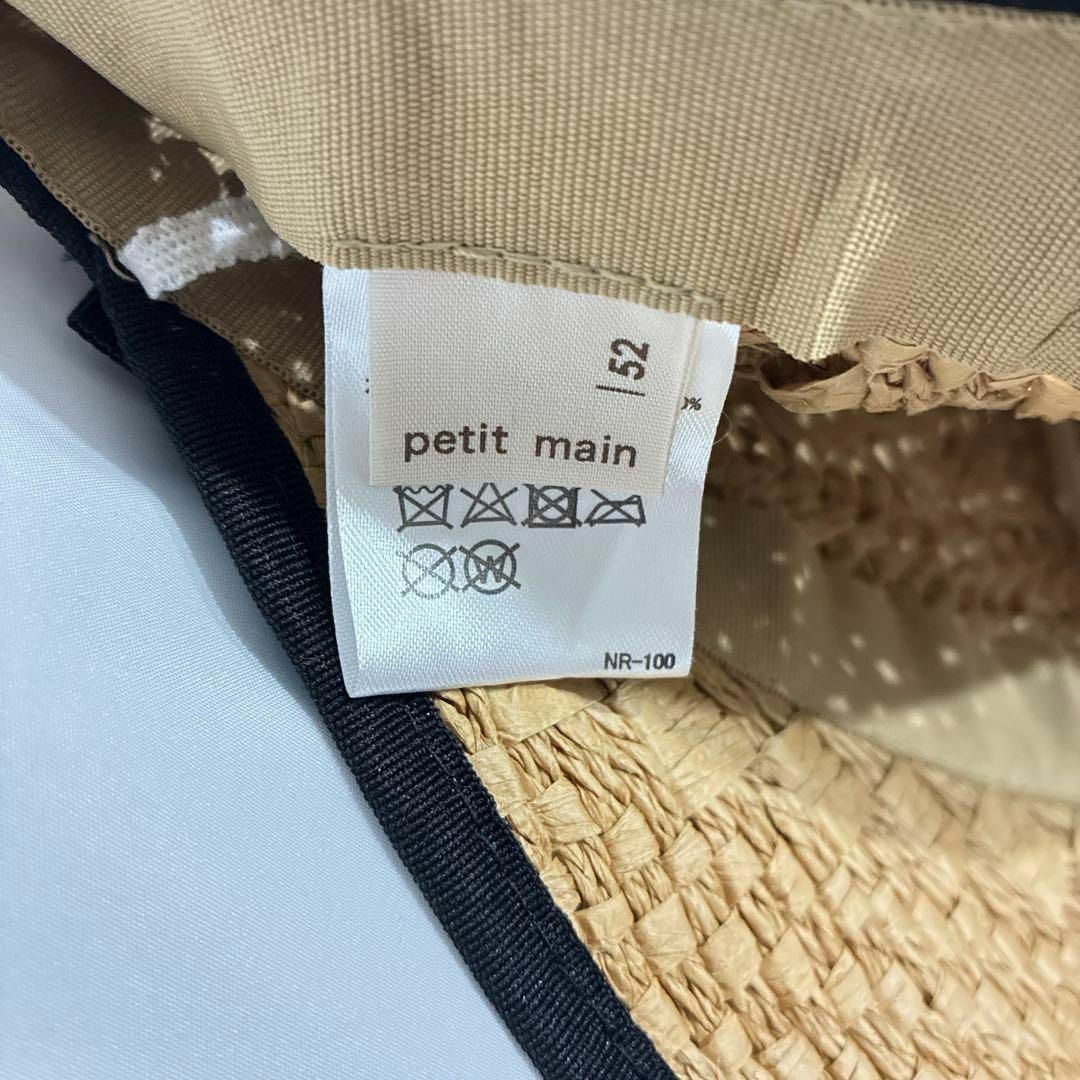 52
petit main
W
NR-100